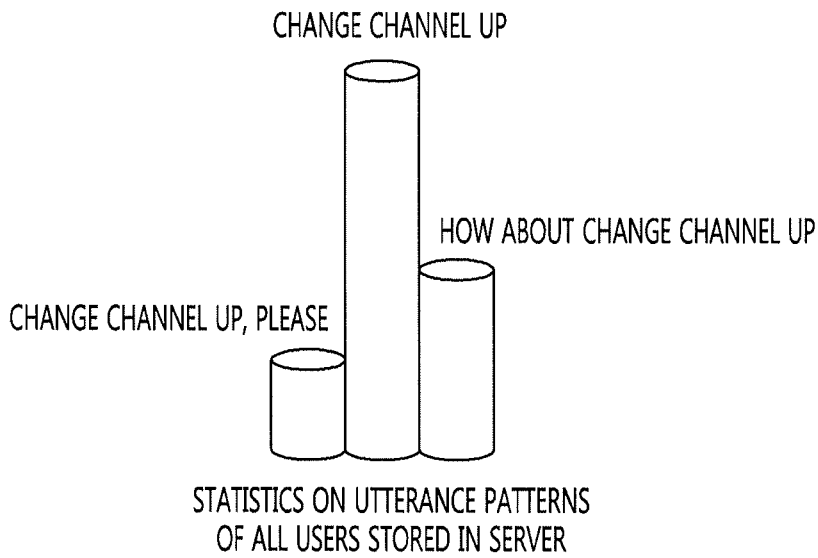 CHANGE CHANNEL UP
HOW ABOUT CHANGE CHANNEL UP
CHANGE CHANNEL UP, PLEASE
STATISTICS ON UTTERANCE PATTERNS
OF ALL USERS STORED IN SERVER